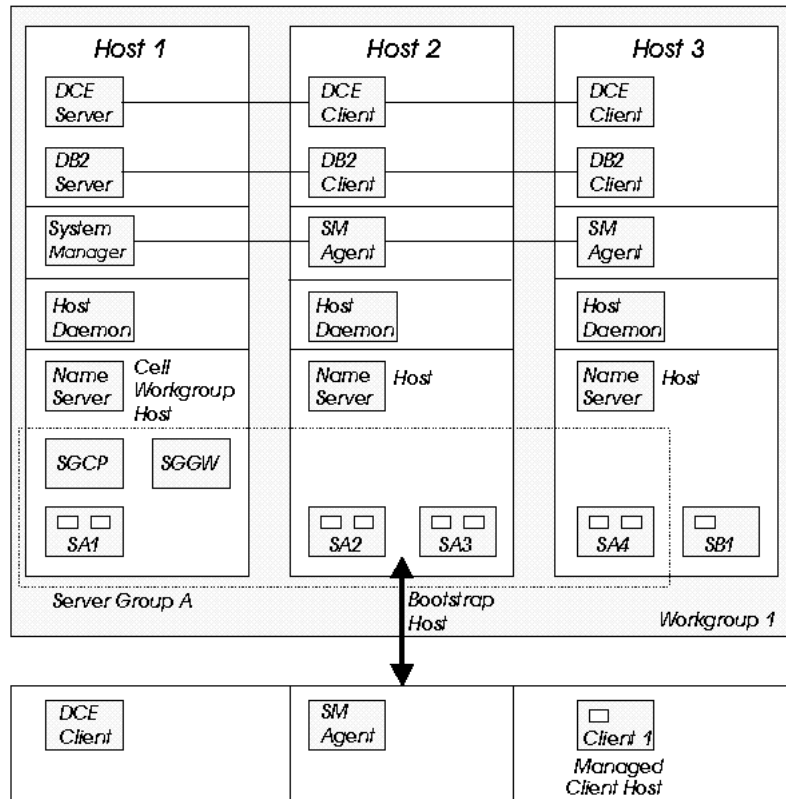 Host 1
Host 2
Host 3
DCE
Server
DCE
Client
DCE
Client
DB2
Server
DB2
Client
DB2
Client
System
Manager
SM
Agent
SM
Agent
Host
Daemon
Host
Daemon
Host
Daemon
Name
Server
Cell
Workgroup
Host
Name
Server
Host
Name
Server
Host
SGCP
SGGW
SA1
SA2
SA3
SA4
SB1
Server Group A
Bootstrap
Host
Workgroup 1
DCE
Client
SM
Agent
Client 1
Managed
Client Host